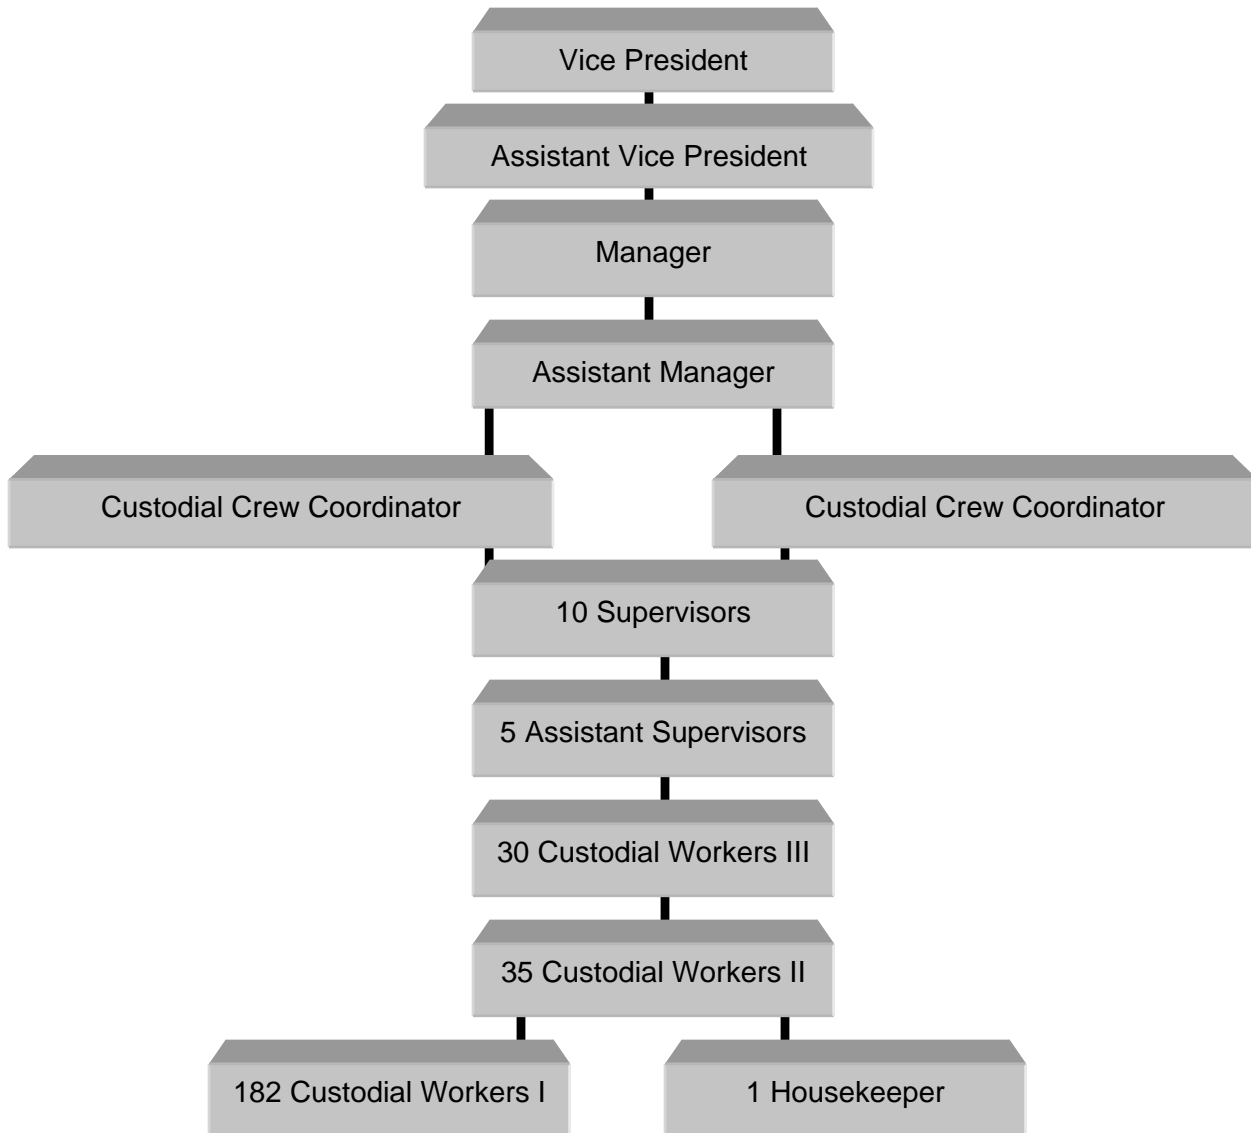 Vice President
Assistant Vice President
Manager
Assistant Manager
Custodial Crew Coordinator
Custodial Crew Coordinator
10 Supervisors
5 Assistant Supervisors
30 Custodial Workers III
35 Custodial Workers II
182 Custodial Workers I
1 Housekeeper